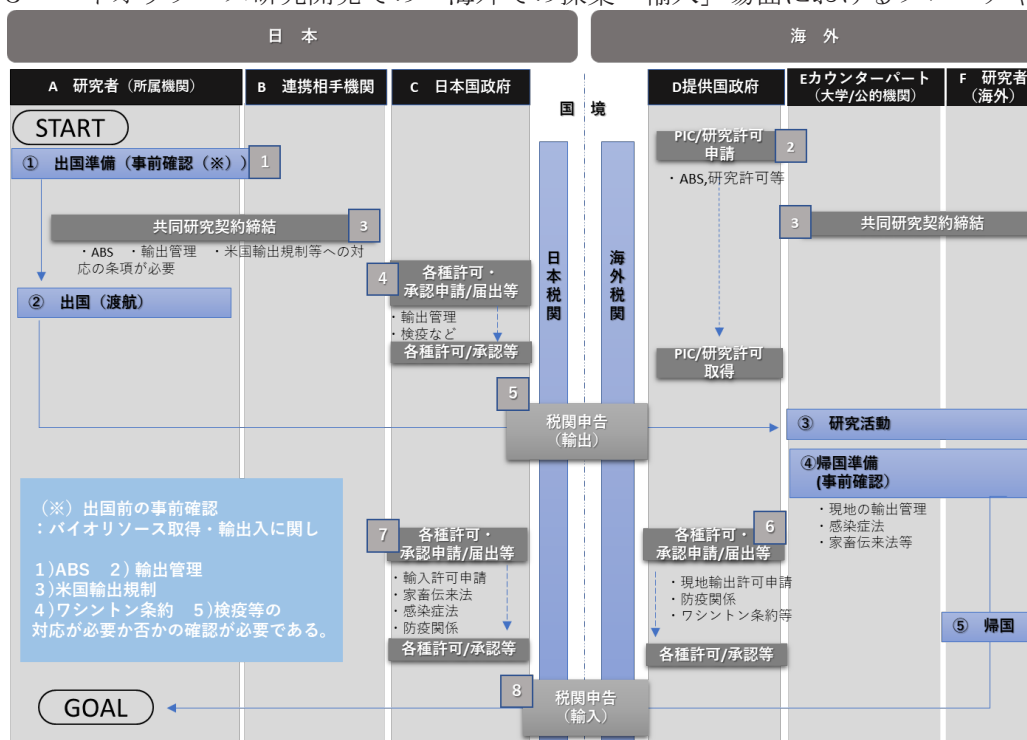 日 本
海 外
A 研究者（所属機関）
B 連携相手機関
C 日本国政府
国 境
D提供国政府
Eカウンターパート
（大学/公的機関）
F 研究者
（海外）
START
① 出国準備（事前確認（※））
1
PIC/研究許可
申請
2
・ABS,研究許可等
共同研究契約締結
3
・ABS ・輸出管理 ・米国輸出規制等への対
応の条項が必要
3
共同研究契約締結
② 出国（渡航）
4
各種許可・
承認申請/届出等
・輸出管理
・検疫など
各種許可/承認等
日本税関
海外税関
PIC/研究許可
取得
5
税関申告
（輸出）
③ 研究活動
④帰国準備
(事前確認）
・現地の輸出管理
・感染症法
・家畜伝来法等
（※）出国前の事前確認
：バイオリソース取得・輸出入に関し
1)ABS 2) 輸出管理
3)米国輸出規制
4)ワシントン条約 5)検疫等の
対応が必要か否かの確認が必要である。
7
各種許可・
承認申請/届出等
・輸入許可申請
・家畜伝来法
・感染症法
・防疫関係
各種許可/承認等
6
各種許可・
承認申請/届出等
・現地輸出許可申請
・防疫関係
・ワシントン条約等
各種許可/承認等
⑤ 帰国
8
税関申告
（輸入）
GOAL